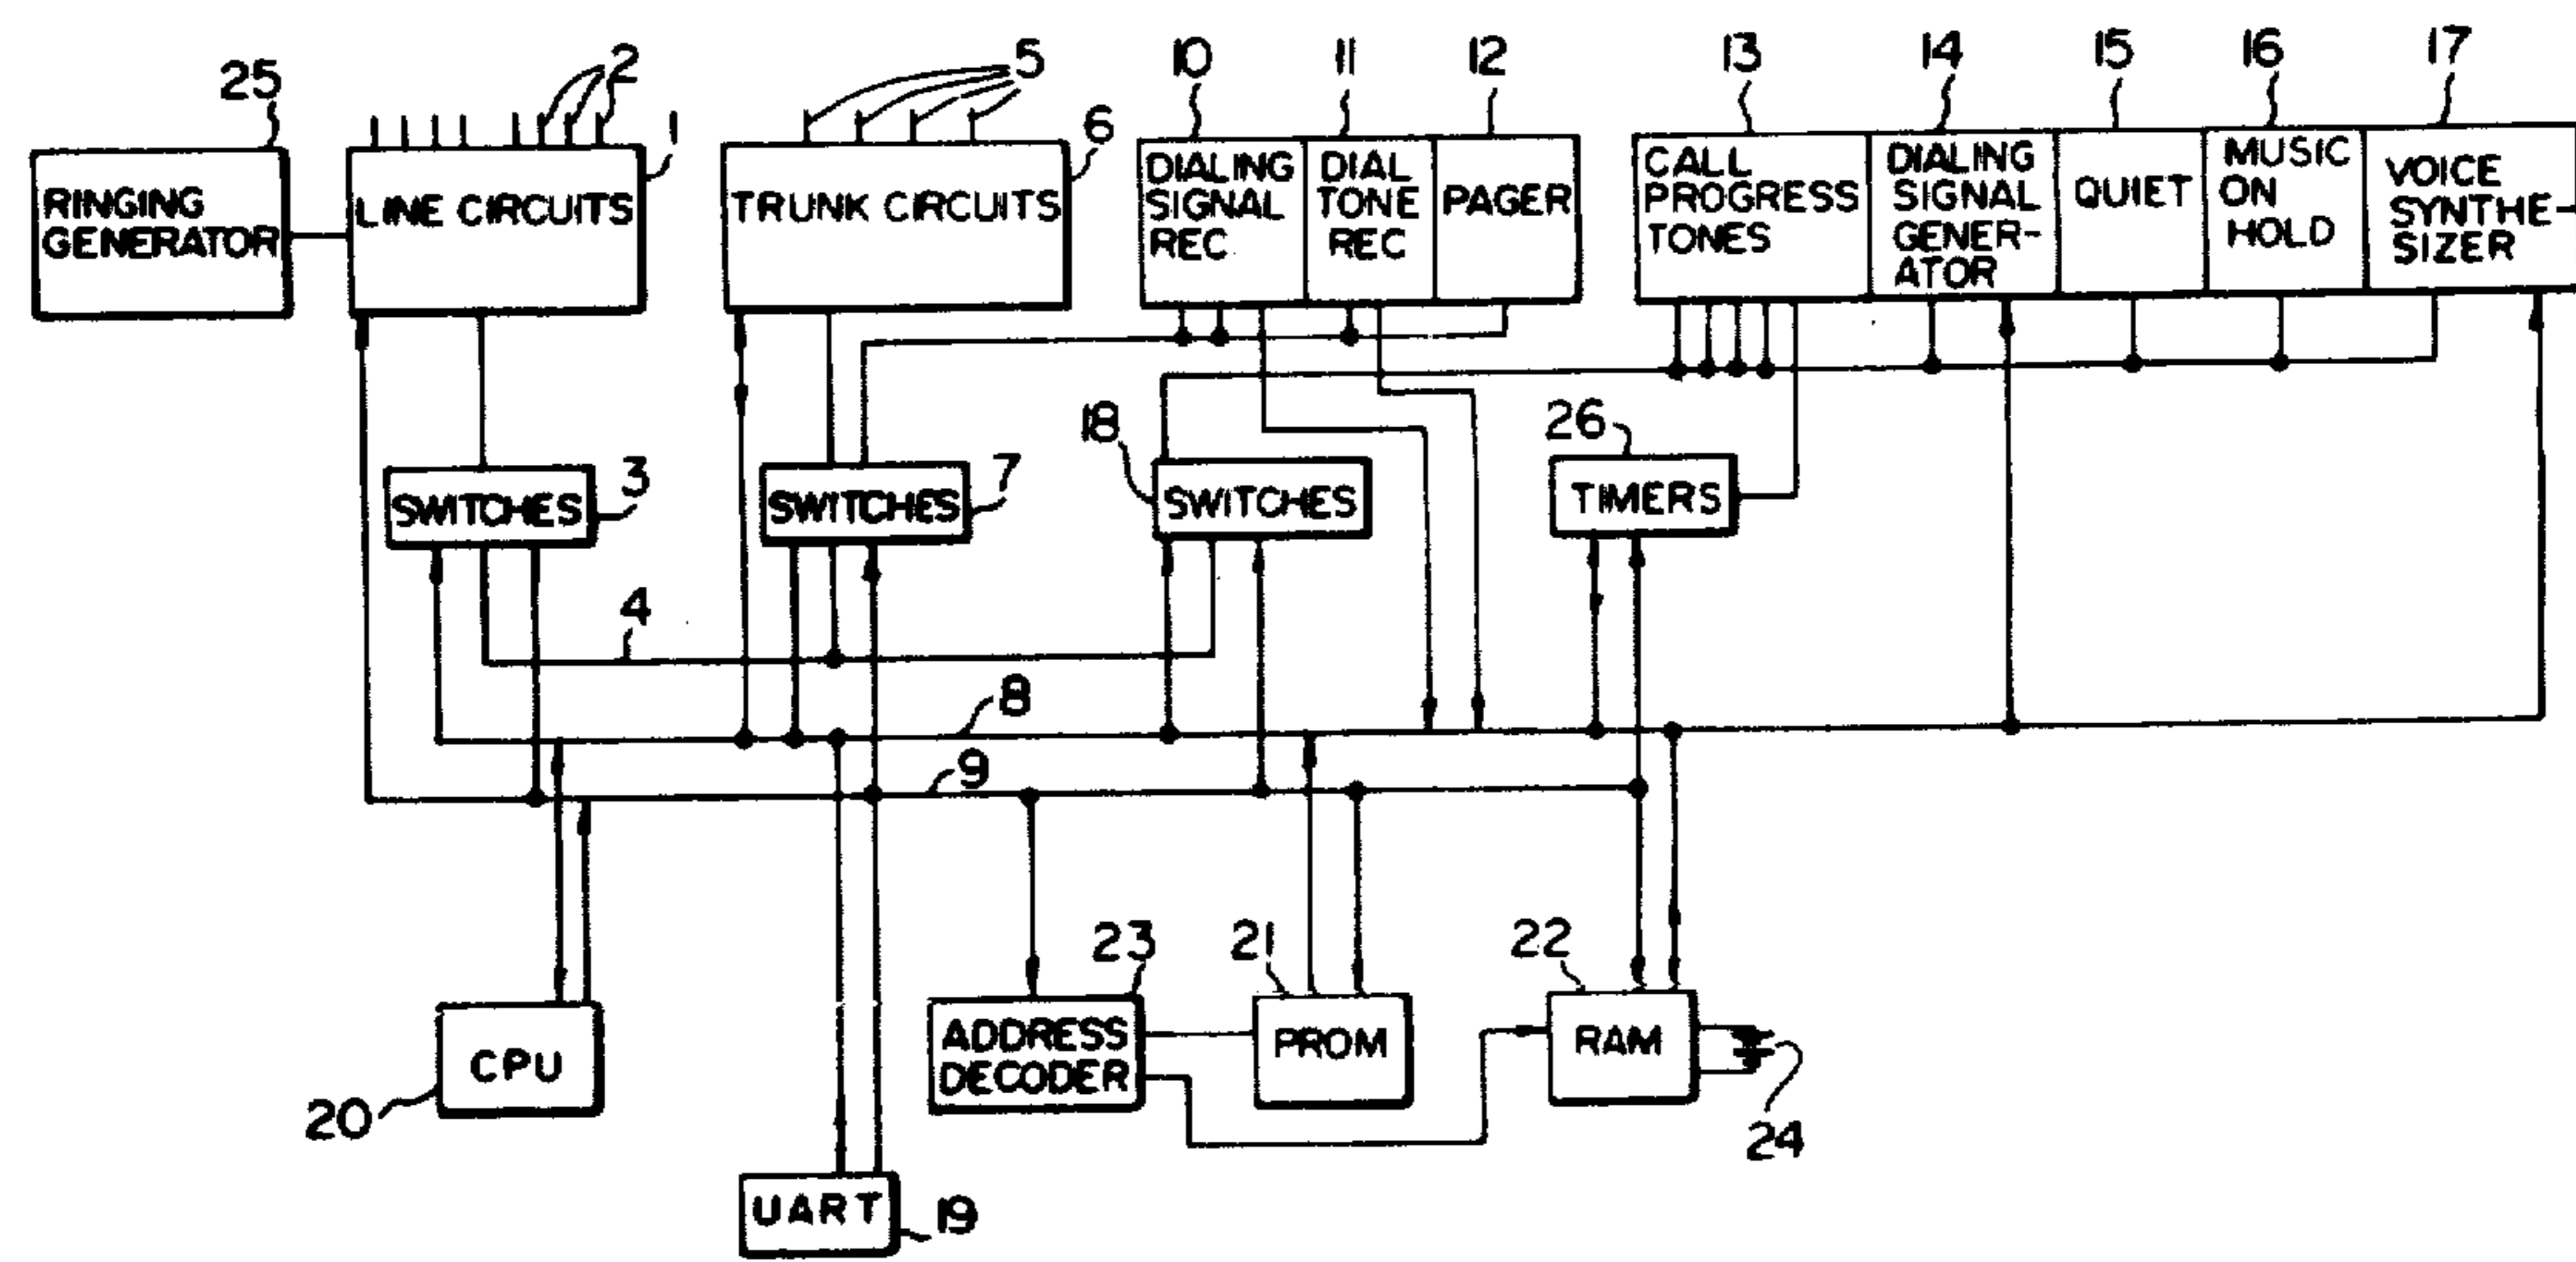 25
2
1
5
6
10
11
12
13
14
15
16
17
RINGING
GENERATOR
LINE CIRCUITS
TRUNK CIRCUITS
DIALING
SIGNAL
REC
DIAL
TONE
REC
PAGER
CALL
PROGRESS
TONES
DIALING
SIGNAL
GENER-
ATOR
QUIET
MUSIC
ON
HOLD
VOICE
SYNTHE-
SIZER
SWITCHES
3
SWITCHES
7
18
SWITCHES
26
TIMERS
4
8
9
CPU
20
23
ADDRESS
DECODER
21
PROM
22
RAM
24
UART
19